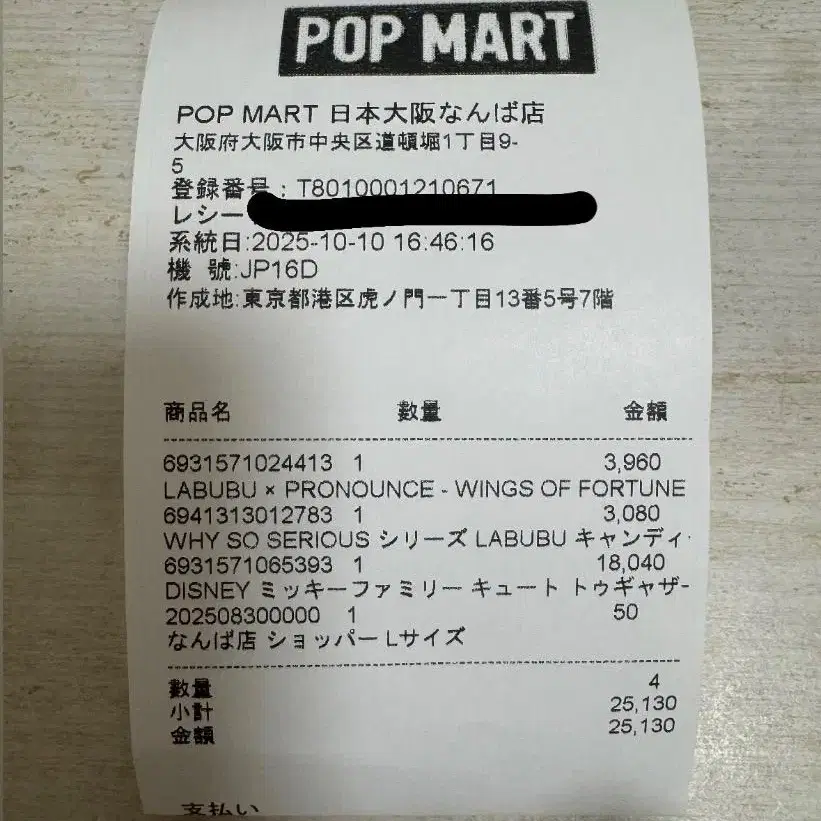 POP MART
POP MART 日本大阪なんば店
大阪府大阪市中央区道頓堀1丁目9-
5
登録番号：T8010001210671
レシー
系統日:2025-10-10 16:46:16
機 號:JP16D
作成地:東京都港区虎ノ門一丁目13番5号7階
商品名 數量 金額
6931571024413 1 3,960
LABUBU × PRONOUNCE - WINGS OF FORTUNE
6941313012783 1 3,080
WHY SO SERIOUS シリーズ LABUBU キャンディ
6931571065393 1 18,040
DISNEY ミッキーファミリー キュート トゥギャザー
202508300000 1 50
なんば店 ショッパー Lサイズ
數量 4
小計 25,130
金額 25,130
支払い